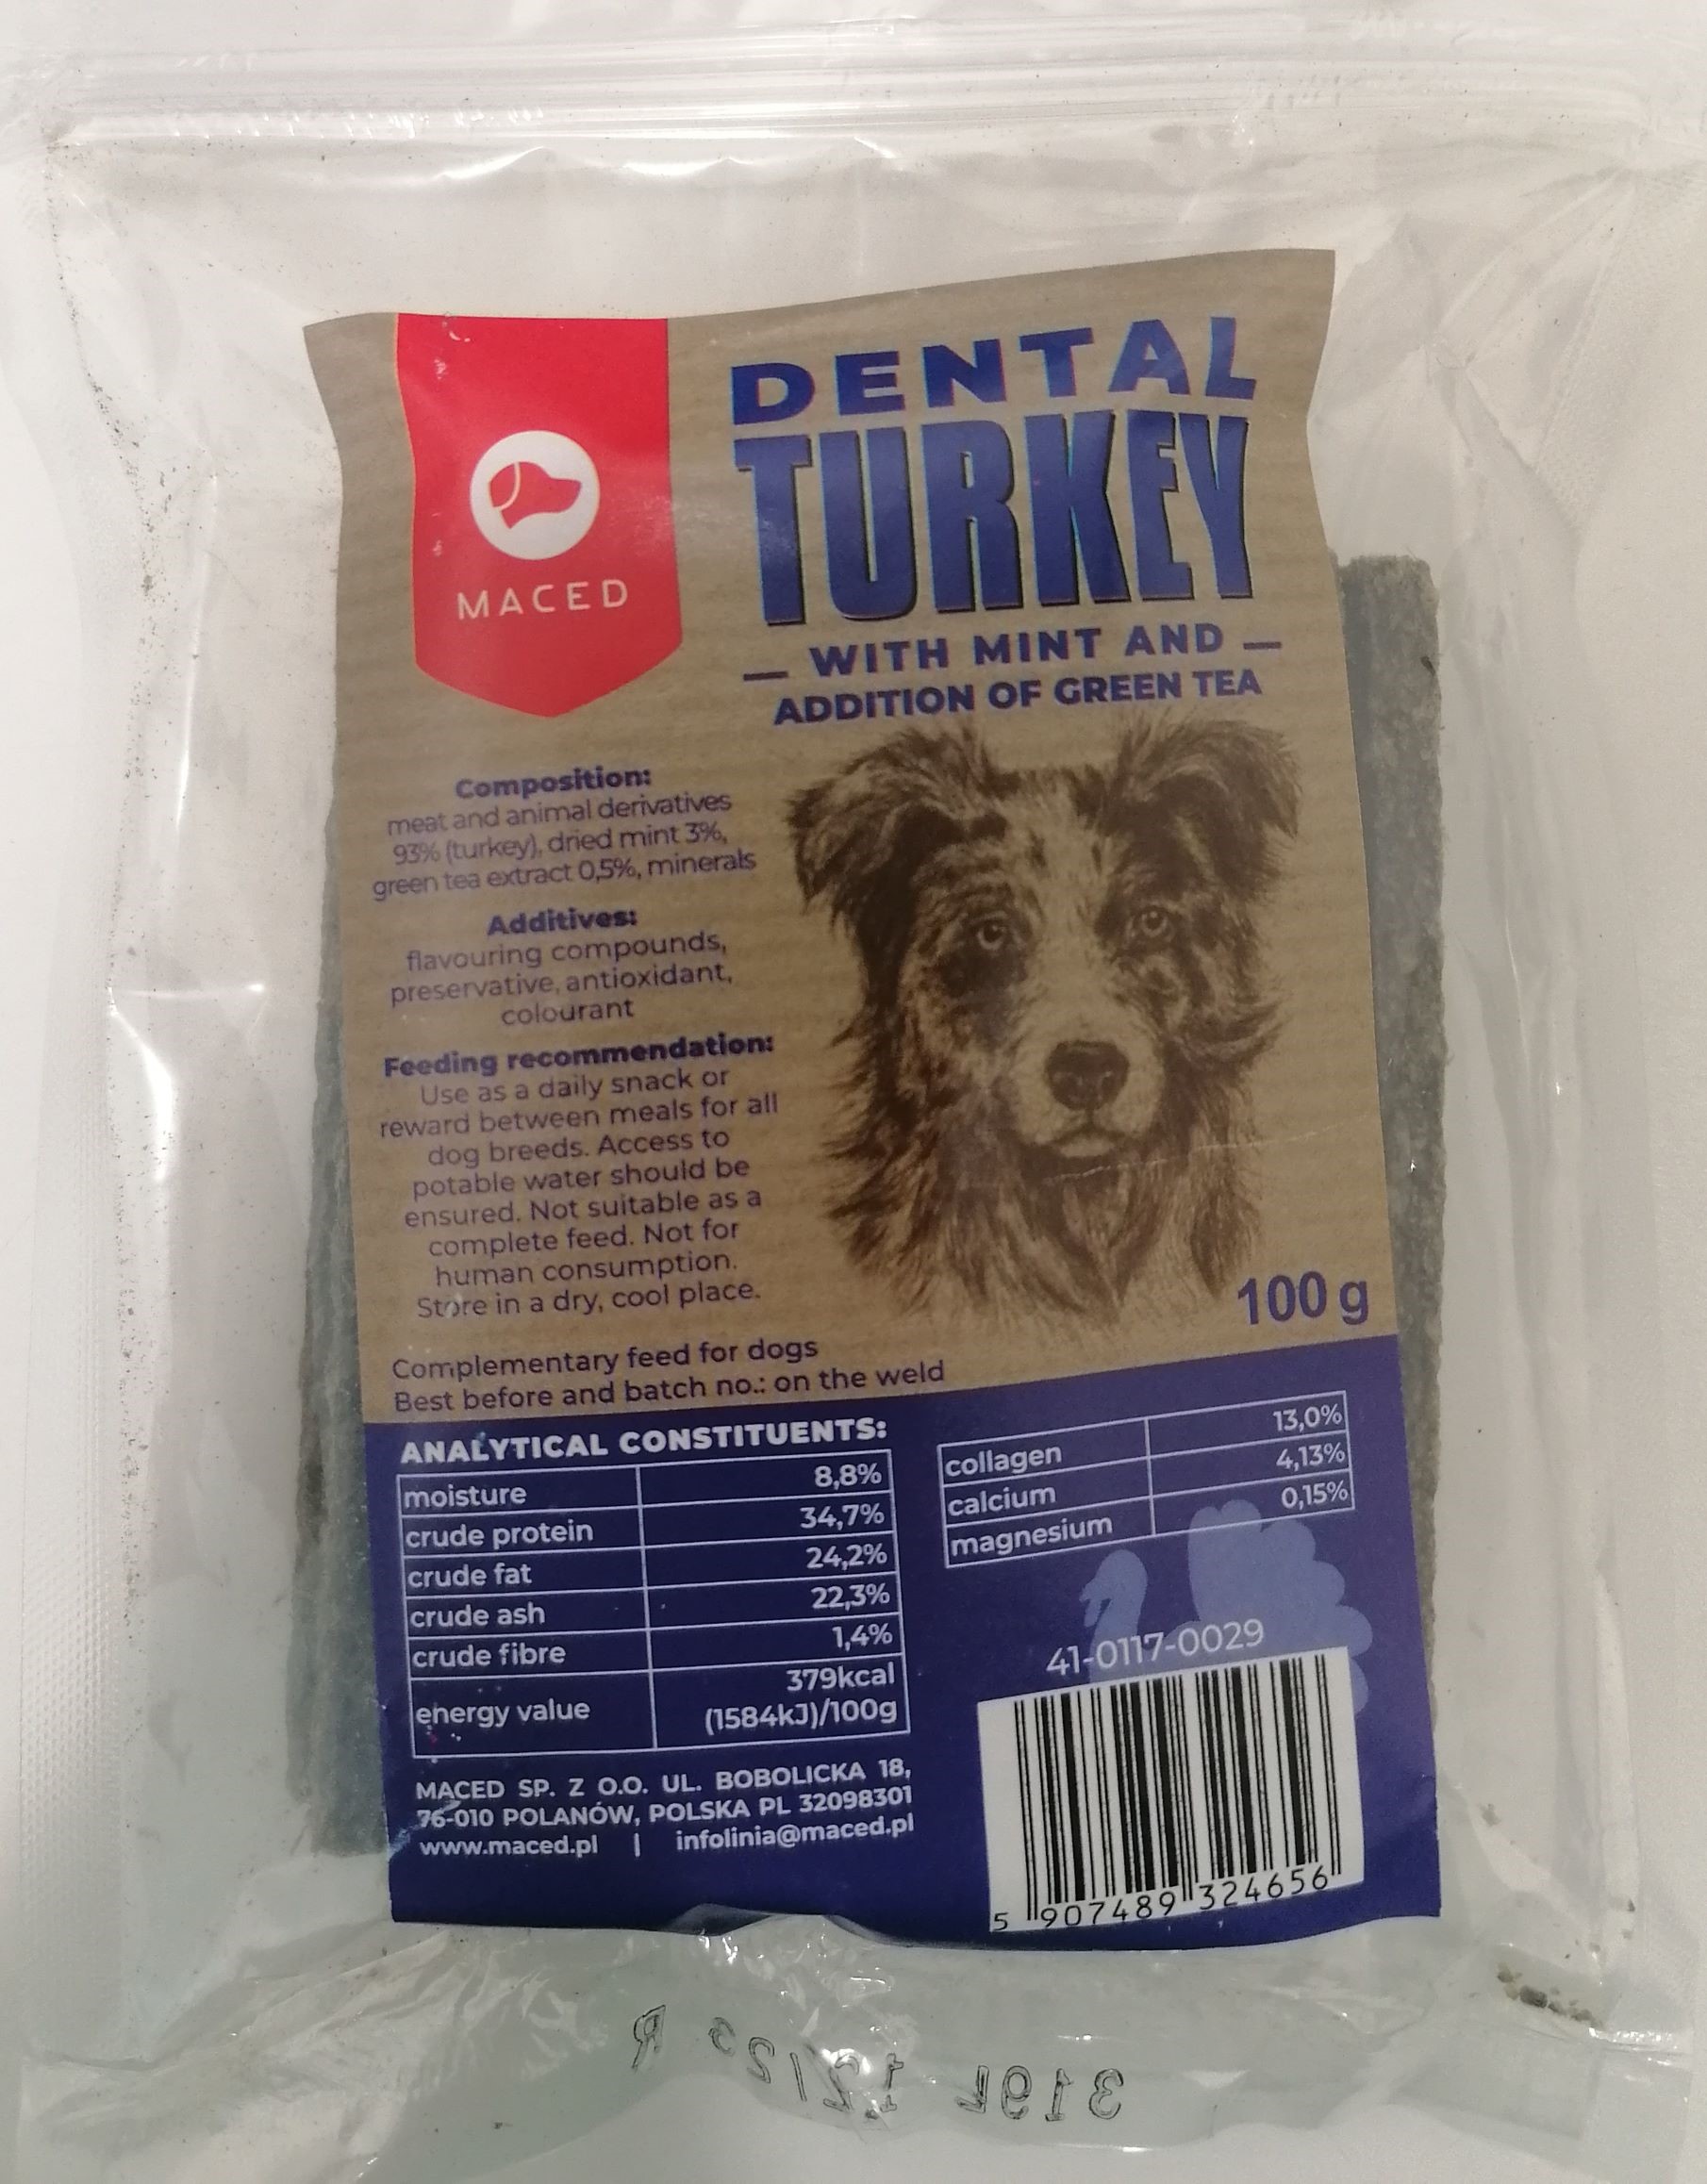 MACED
DENTAL
TURKEY
— WITH MINT AND —
ADDITION OF GREEN TEA
Composition:
meat and animal derivatives
93% (turkey), dried mint 3%,
green tea extract 0,5%, minerals
Additives:
flavouring compounds,
preservative, antioxidant,
colourant
Feeding recommendation:
Use as a daily snack or
reward between meals for all
dog breeds. Access to
potable water should be
ensured. Not suitable as a
complete feed. Not for
human consumption.
Store in a dry, cool place.
100 g
Complementary feed for dogs
Best before and batch no.: on the weld
ANALYTICAL CONSTITUENTS:
moisture 8,8%
crude protein 34,7%
crude fat 24,2%
crude ash 22,3%
crude fibre 1,4%
energy value 379kcal
(1584kJ)/100g
collagen 13,0%
calcium 4,13%
magnesium 0,15%
41-0117-0029
MACED SP. Z O.O. UL. BOBOLICKA 18,
76-010 POLANÓW, POLSKA PL 32098301
www.maced.pl | infolinia@maced.pl
5 907489 324656